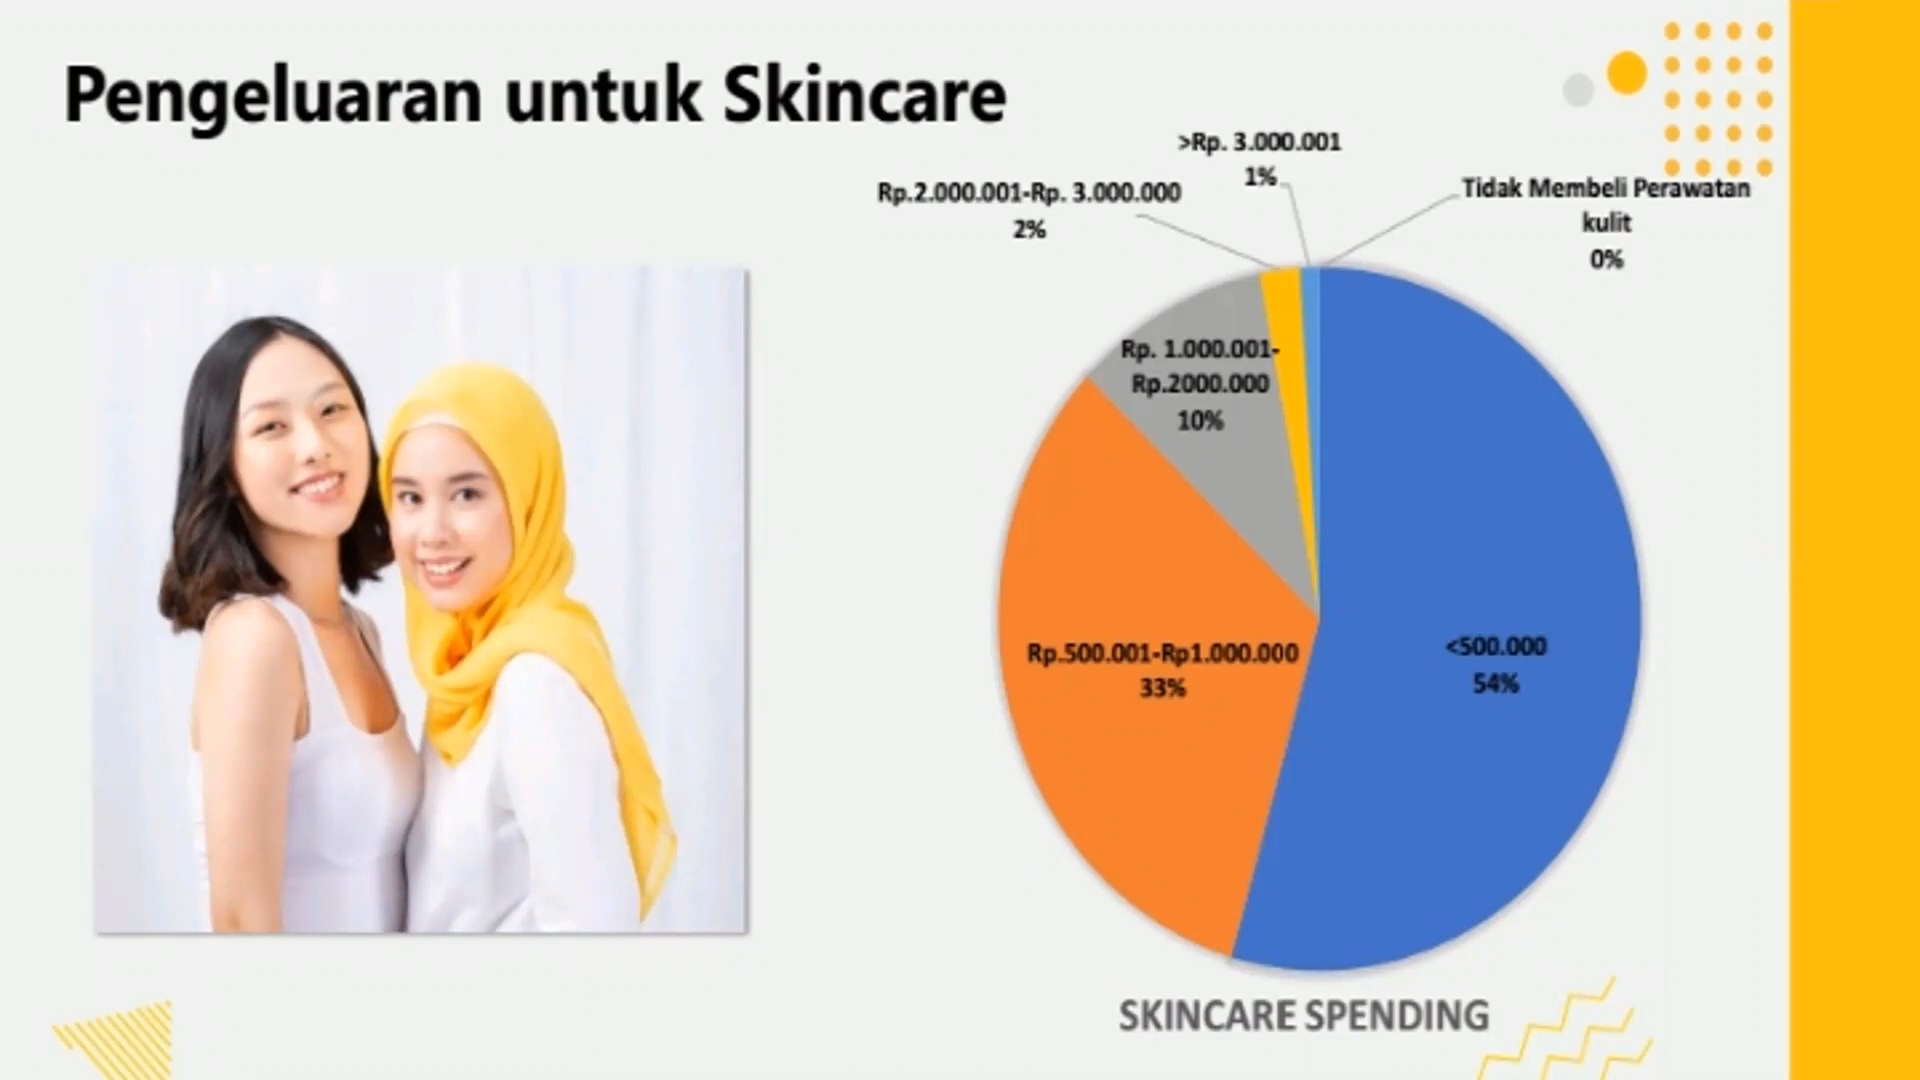 Pengeluaran untuk Skincare
>Rp. 3.000.001
1%
Rp.2.000.001-Rp. 3.000.000
2%
Tidak Membeli Perawatan
kulit
0%
Rp. 1.000.001-
Rp.2000.000
10%
Rp.500.001-Rp1.000.000
33%
<500.000
54%
SKINCARE SPENDING